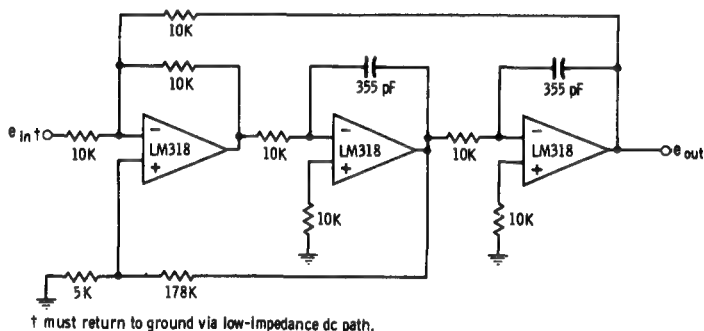 10K
10K
355 pF
355 pF
e in †
10K
−
LM318
+
10K
−
LM318
+
10K
−
LM318
+
e out
10K
10K
5K
178K
† must return to ground via low-impedance dc path.